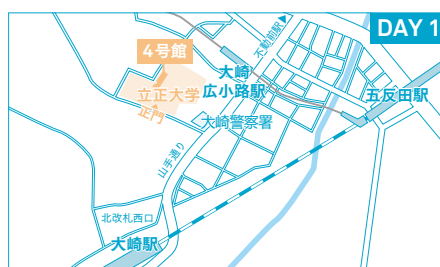 DAY 1
不動前駅
4号館
大崎
広小路駅
立正大学
正門
五反田駅
大崎警察署
山手通り
北改札西口
大崎駅